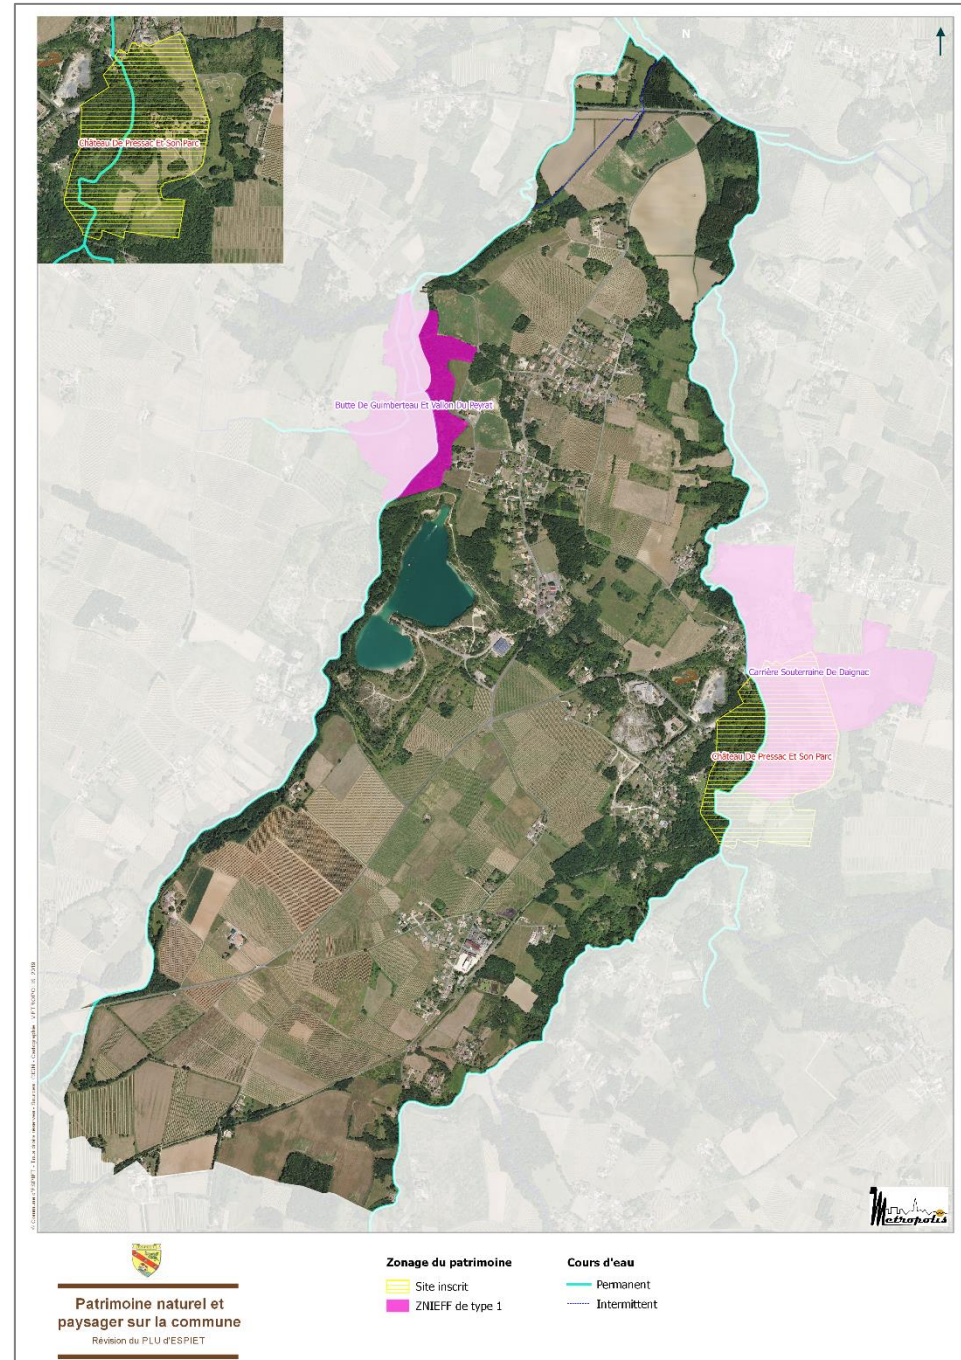 N
Château De Pressac Et Son Parc
Butte De Guimberteau Et Vallon Du Peyrat
Carrière Souterraine De Daignac
Château De Pressac Et Son Parc
Metropolis
Patrimoine naturel et
paysager sur la commune
Révision du PLU d'ESPIET
Zonage du patrimoine
Site inscrit
ZNIEFF de type 1
Cours d'eau
Permanent
Intermittent